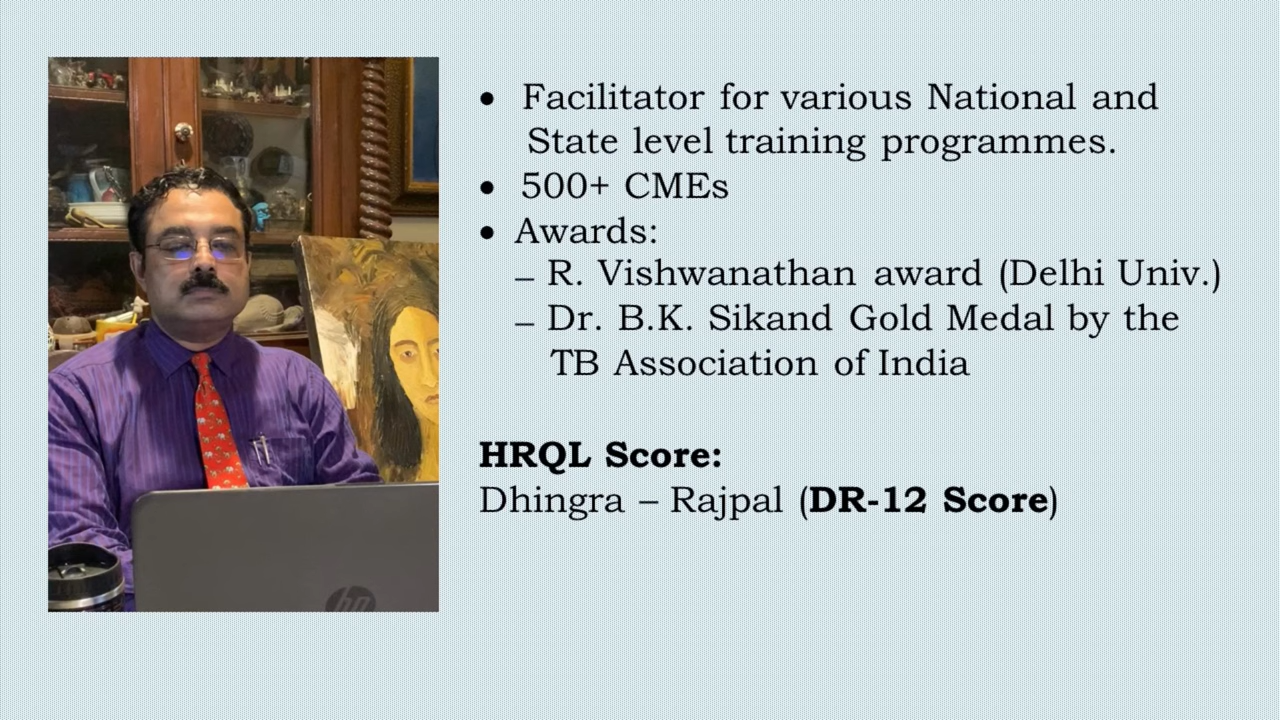 • Facilitator for various National and
State level training programmes.
• 500+ CMEs
• Awards:
– R. Vishwanathan award (Delhi Univ.)
– Dr. B.K. Sikand Gold Medal by the
TB Association of India
HRQL Score:
Dhingra – Rajpal (DR-12 Score)
hp